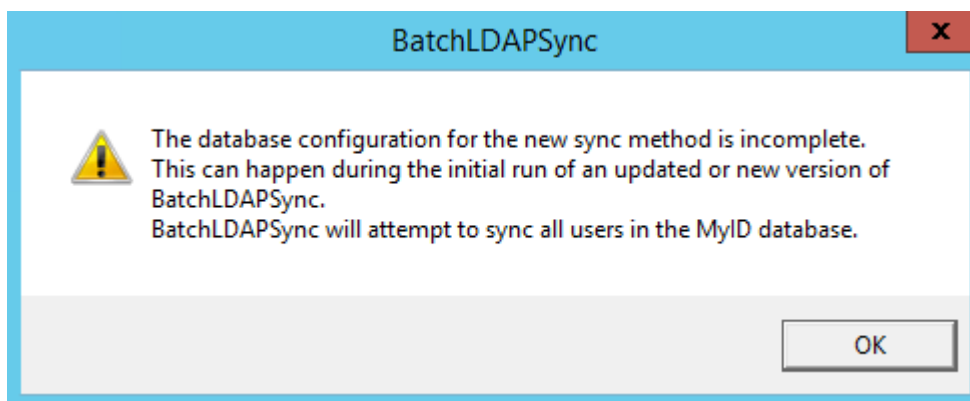 BatchLDAPSync
x
The database configuration for the new sync method is incomplete.
This can happen during the initial run of an updated or new version of
BatchLDAPSync.
BatchLDAPSync will attempt to sync all users in the MyID database.
OK